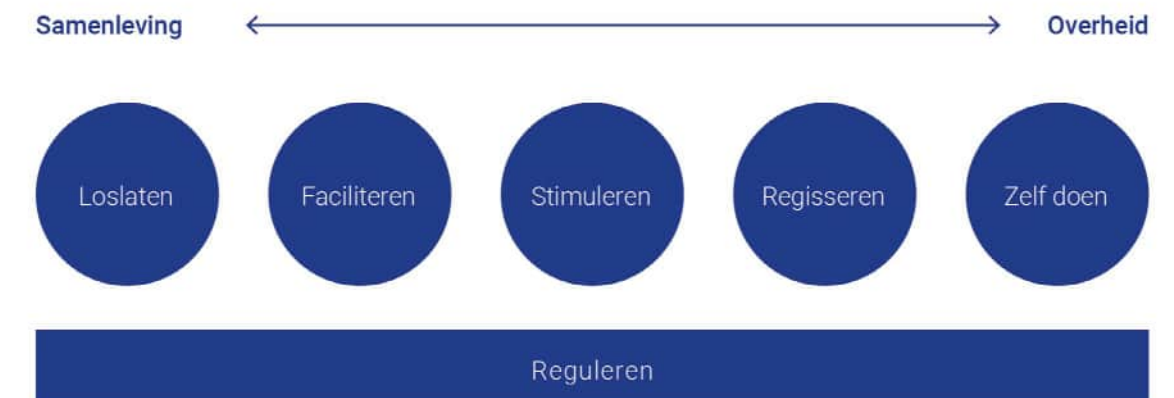 Samenleving Overheid
Loslaten Faciliteren Stimuleren Regisseren Zelf doen
Reguleren